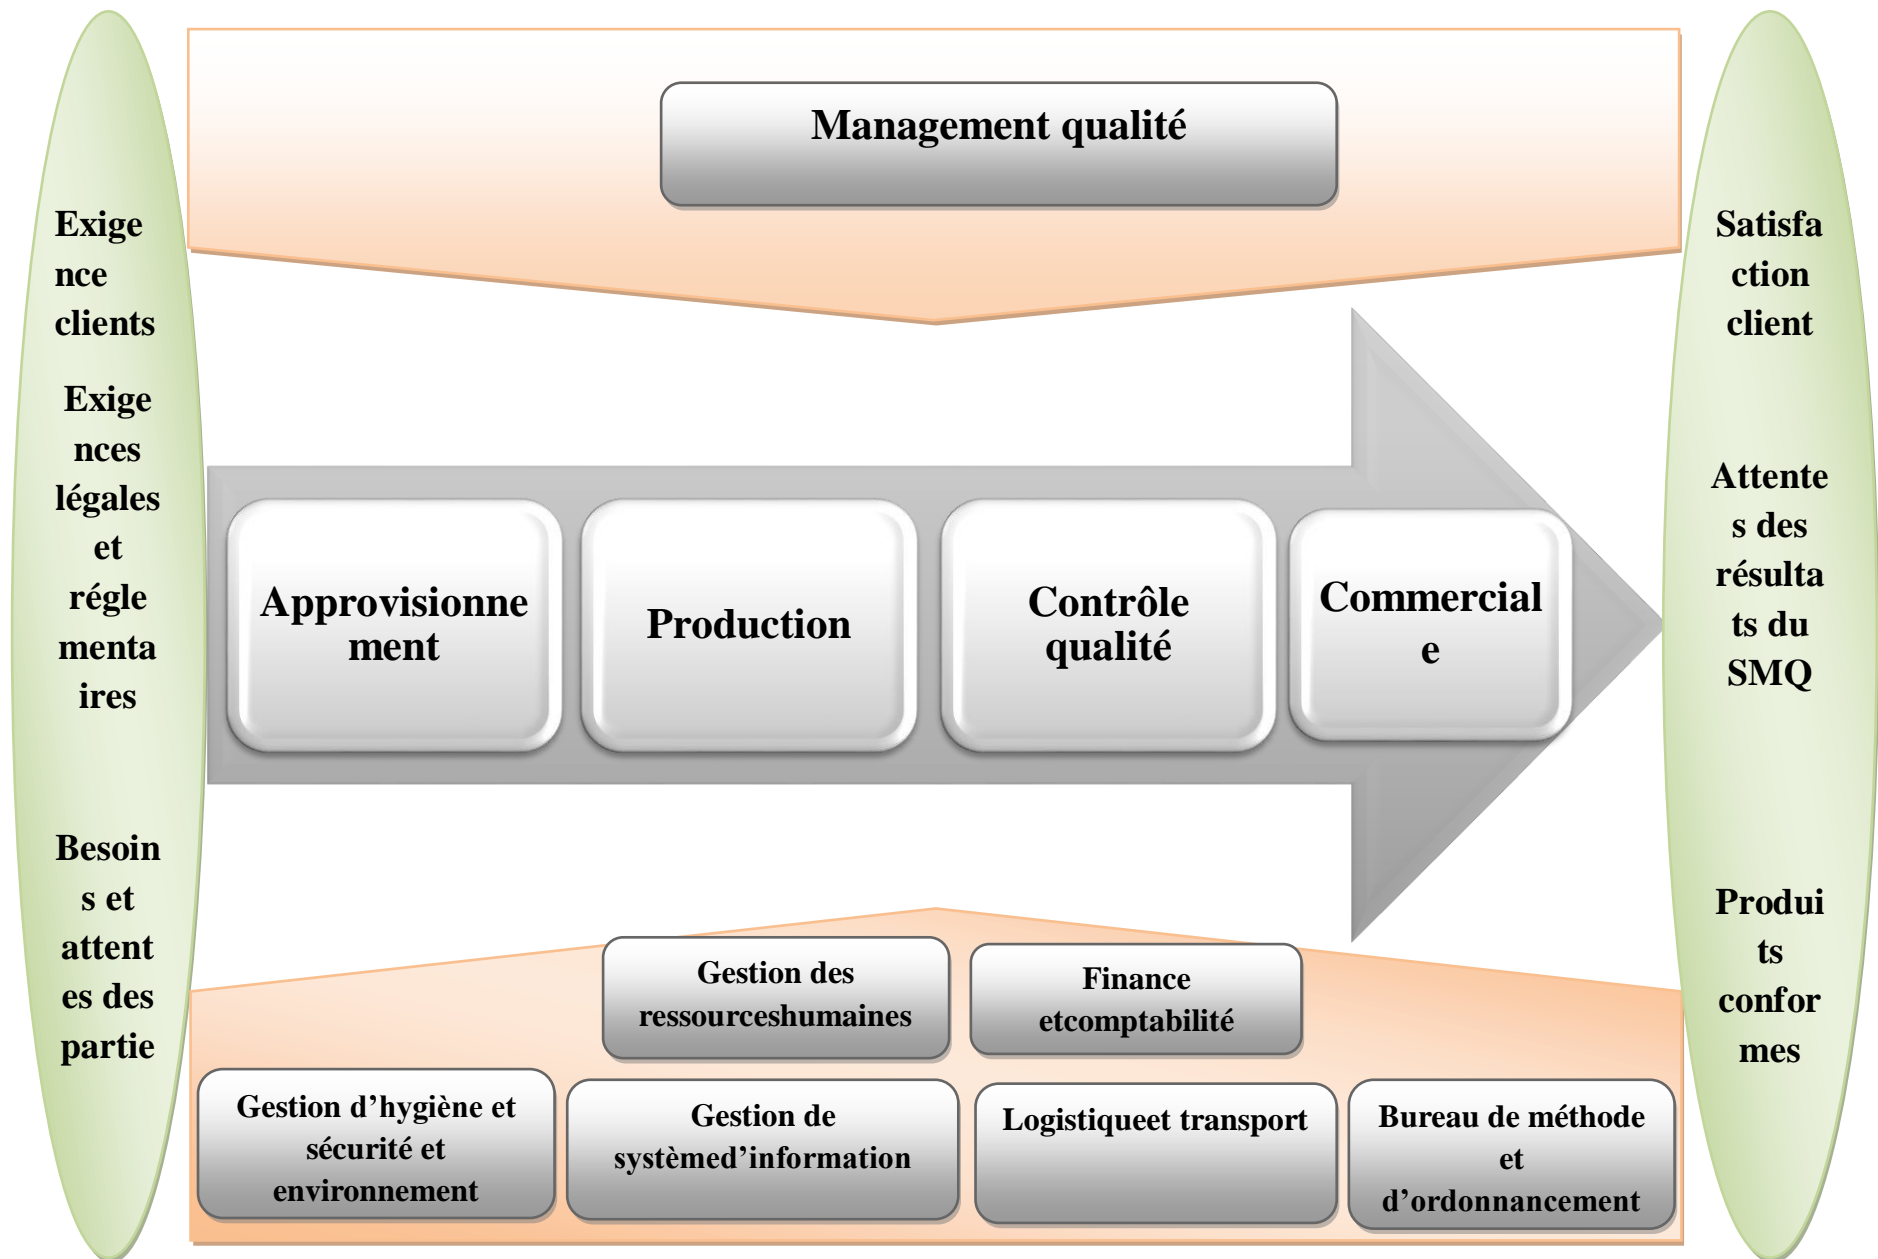 Management qualité
Exige
nce
clients
Exige
nces
légales
et
régle
menta
ires
Besoin
s et
attent
es des
partie
Approvisionne
ment
Production
Contrôle
qualité
Commercial
e
Satisfa
ction
client
Attente
s des
résulta
ts du
SMQ
Produi
ts
confor
mes
Gestion des
ressourceshumaines
Finance
etcomptabilité
Gestion d’hygiène et
sécurité et
environnement
Gestion de
systèmed’information
Logistiqueet transport
Bureau de méthode
et
d’ordonnancement